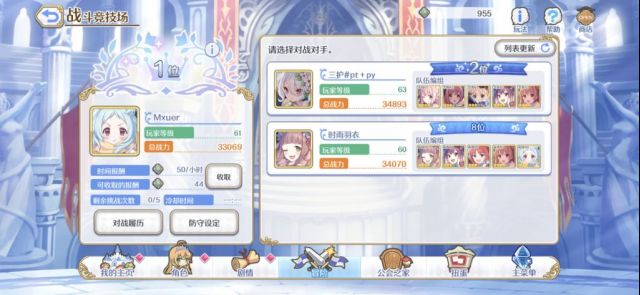 战斗竞技场
955
玩法
帮助
OPEN
商店
1位
Mxuer
玩家等级 61
总战力 33069
时间报酬 50/小时
可收取的报酬 44
收取
剩余挑战次数 0/5 冷却时间 --:--
对战履历
防守设定
请选择对战对手。
列表更新
2位
三护#pt+py
玩家等级 63
总战力 34893
队伍编组
8位
时雨羽衣
玩家等级 60
总战力 34070
队伍编组
我的主页
角色
剧情
冒险
公会之家
扭蛋
主菜单